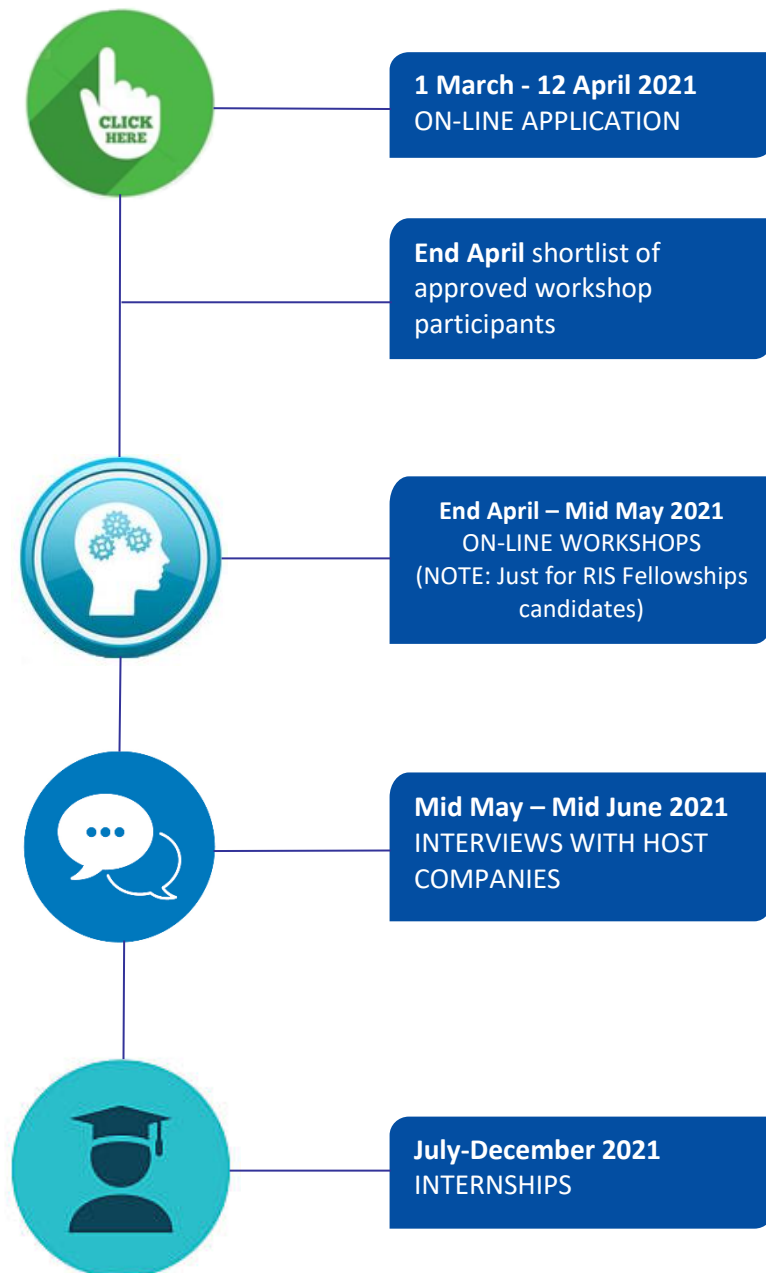 CLICK
HERE
1 March - 12 April 2021
ON-LINE APPLICATION
End April shortlist of
approved workshop
participants
End April – Mid May 2021
ON-LINE WORKSHOPS
(NOTE: Just for RIS Fellowships
candidates)
Mid May – Mid June 2021
INTERVIEWS WITH HOST
COMPANIES
July-December 2021
INTERNSHIPS